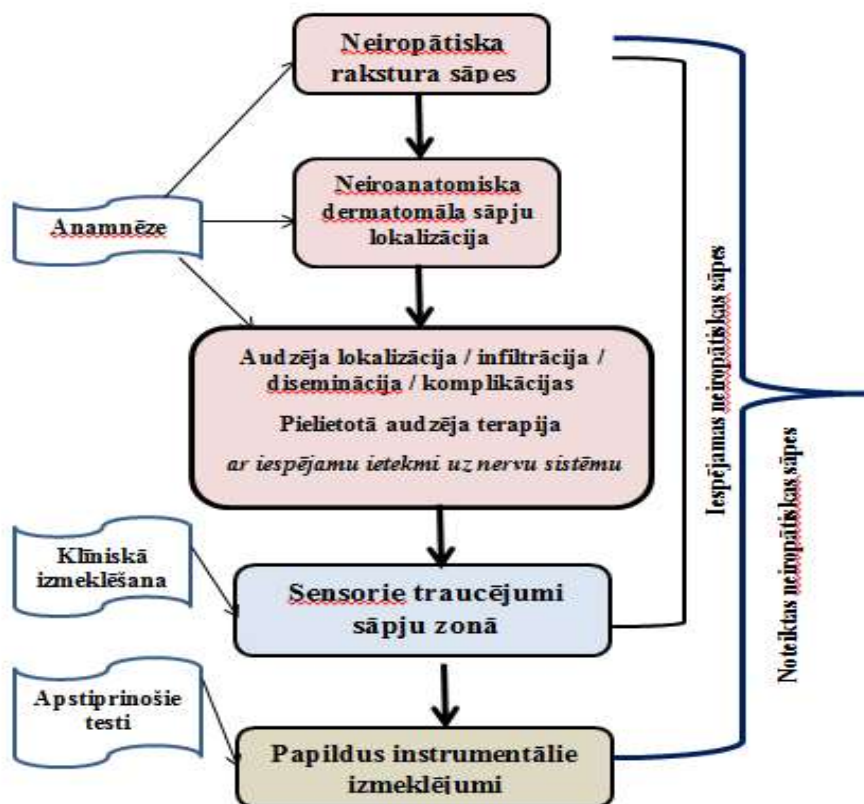 Neiropātiska
rakstura sāpes
Neiroanatomiska
dermatomāla sāpju
lokalizācija
Anamnēze
Audzēja lokalizācija / infiltrācija /
diseminācija / komplikācijas
Pielietotā audzēja terapija
ar iespējamu ietekmi uz nervu sistēmu
Klīniskā
izmeklēšana
Sensorie traucējumi
sāpju zonā
Apstiprinošie
testi
Papildus instrumentālie
izmeklējumi
Iespējamas neiropātiskas sāpes
Noteiktas neiropātiskas sāpes